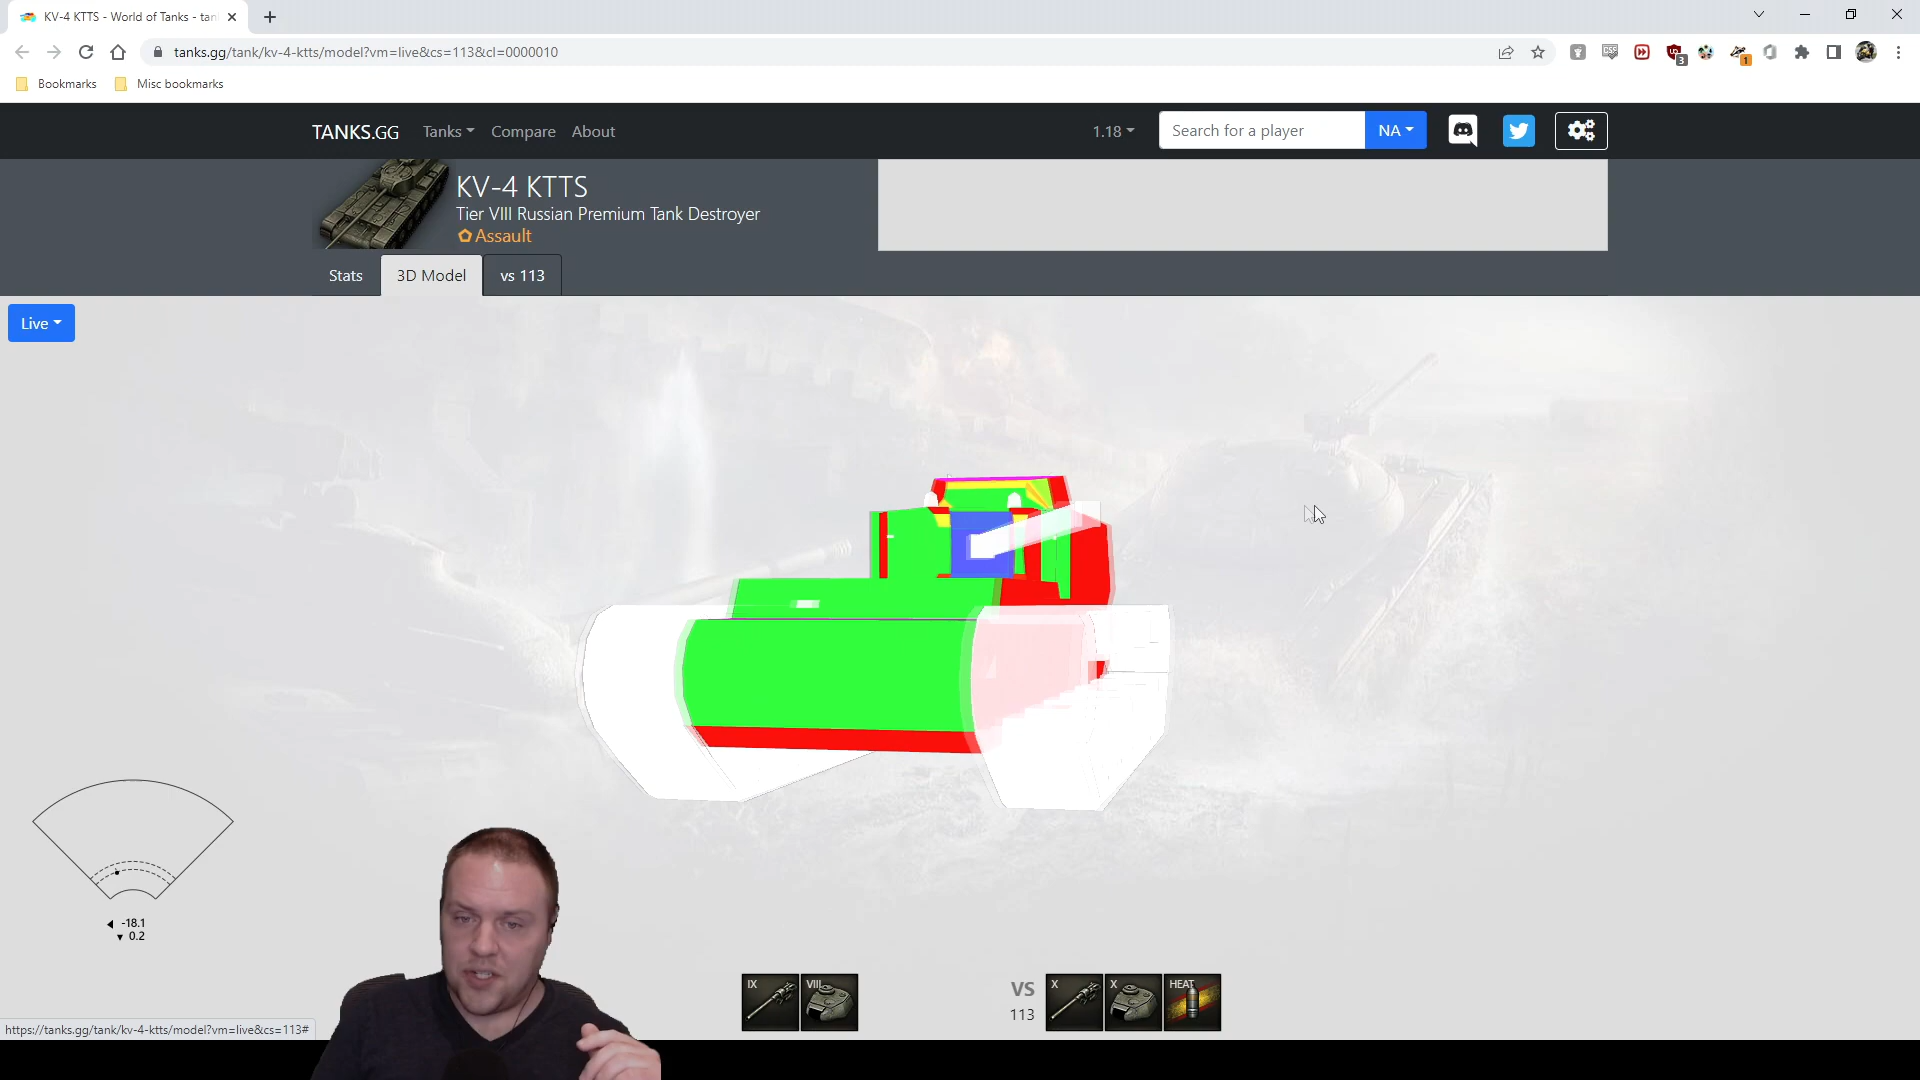 KV-4 KTTS - World of Tanks - tan
tanks.gg/tank/kv-4-ktts/model?vm=live&cs=113&cl=0000010
3
1
Bookmarks
Misc bookmarks
TANKS.GG
Tanks
Compare
About
1.18
Search for a player
NA
KV-4 KTTS
Tier VIII Russian Premium Tank Destroyer
Assault
Stats
3D Model
vs 113
Live
-18.1
0.2
IX
VIII
VS
113
X
X
HEAT
https://tanks.gg/tank/kv-4-ktts/model?vm=live&cs=113#